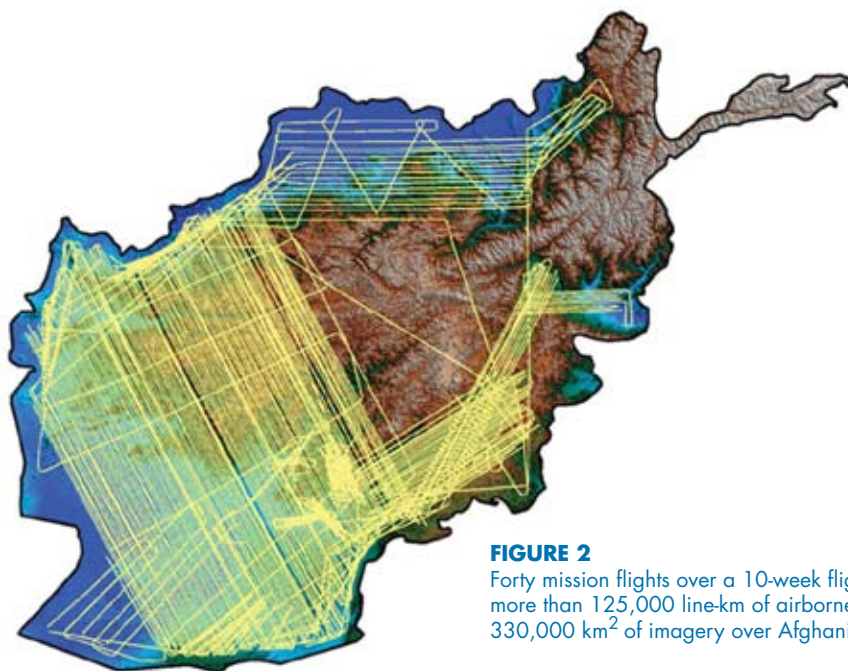 FIGURE 2
Forty mission flights over a 10-week
more than 125,000 line-km of airborne
330,000 km² of imagery over